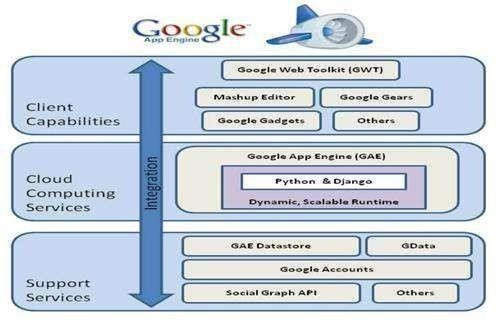 Google
App Engine
Client
Capabilities
Google Web Toolkit (GWT)
Mashup Editor
Google Gears
Google Gadgets
Others
Integration
Cloud
Computing
Services
Google App Engine (GAE)
Python & Django
Dynamic, Scalable Runtime
Support
Services
GAE Datastore
GData
Google Accounts
Social Graph API
Others